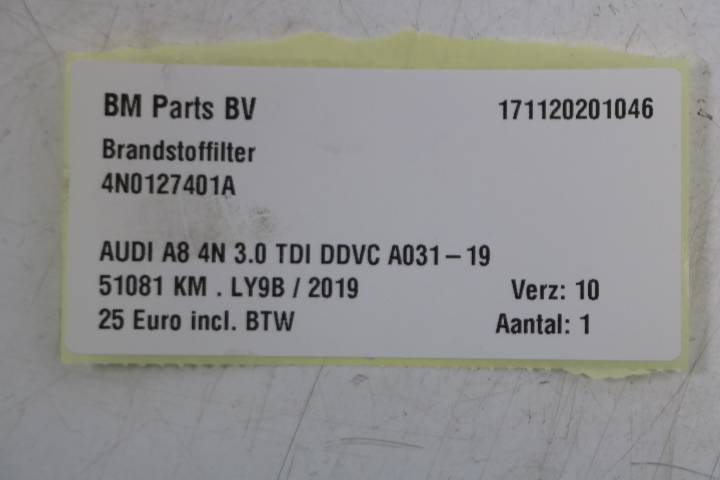 BM Parts BV 171120201046
Brandstoffilter
4N0127401A
AUDI A8 4N 3.0 TDI DDVC A031-19
51081 KM . LY9B / 2019 Verz: 10
25 Euro incl. BTW Aantal: 1